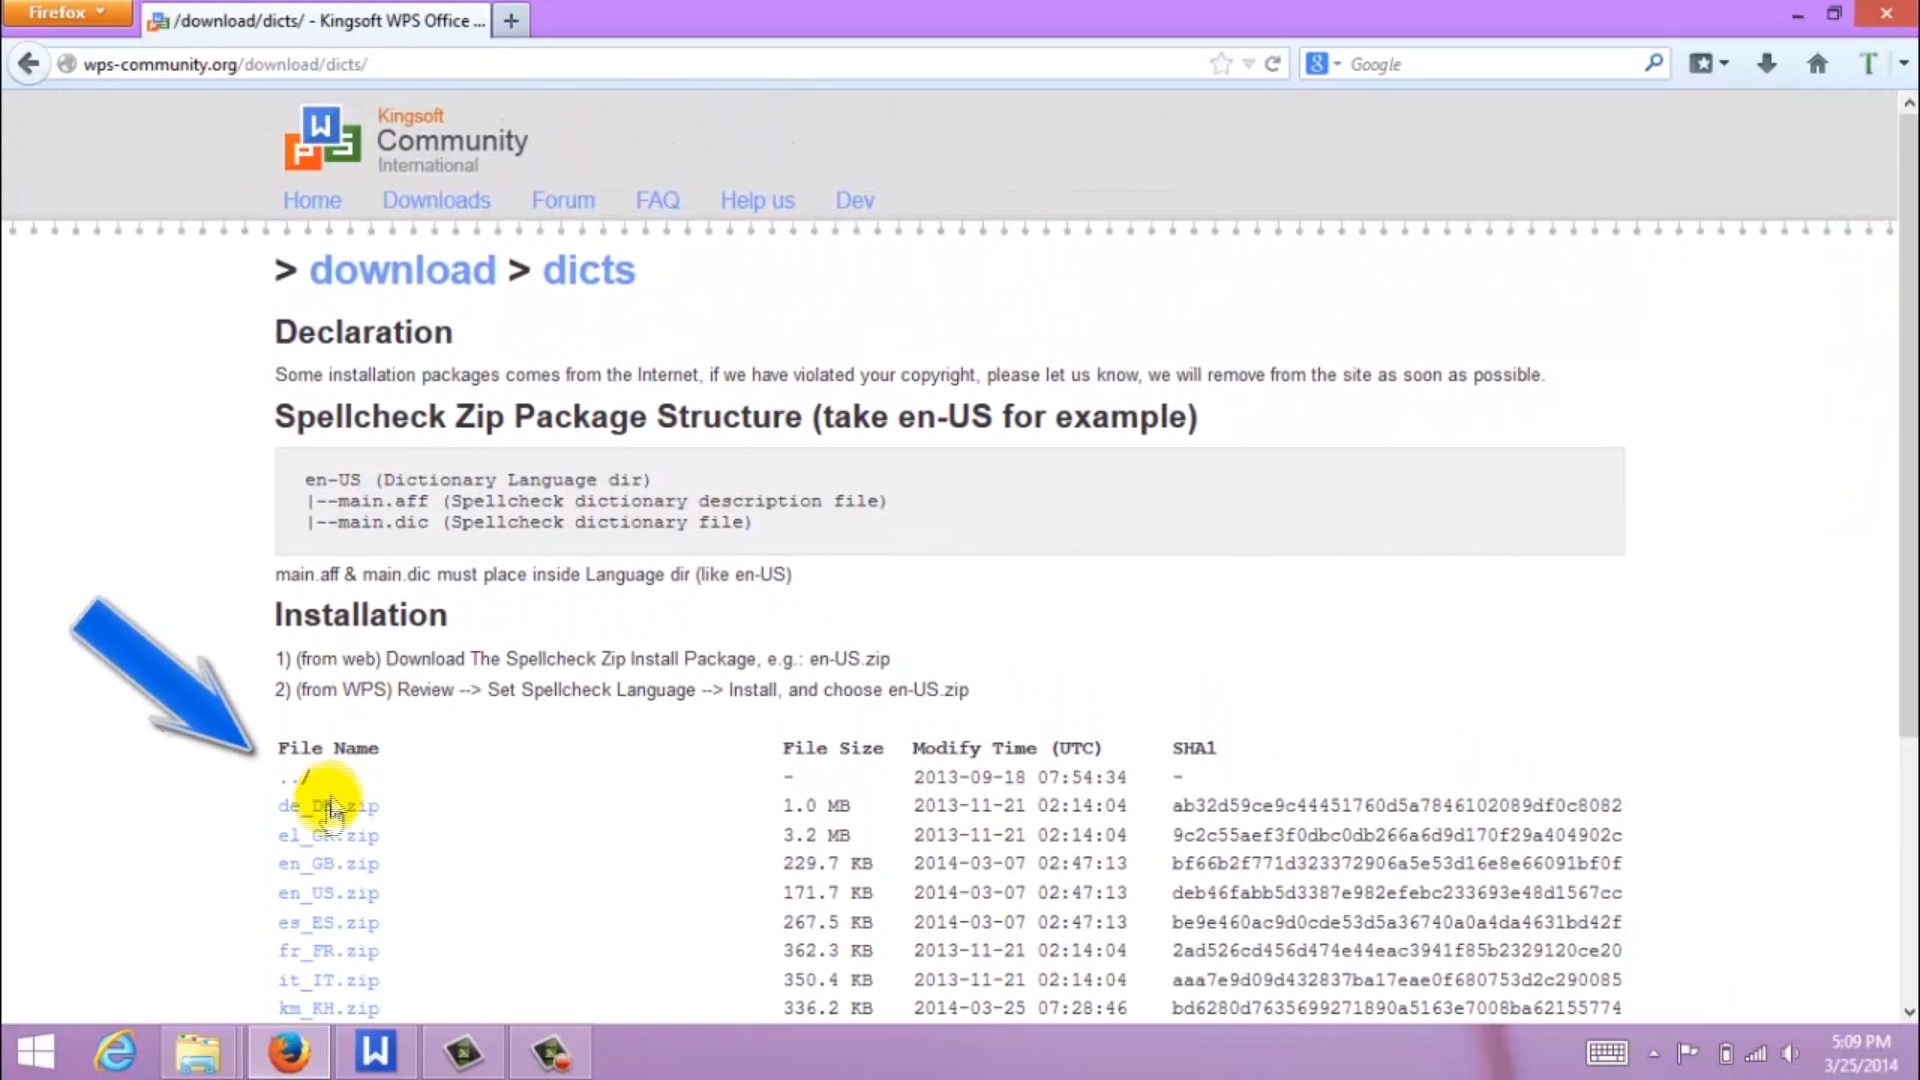 Firefox
/download/dicts/ - Kingsoft WPS Office ...
wps-community.org/download/dicts/
Google
Kingsoft
Community
International
Home Downloads Forum FAQ Help us Dev
> download > dicts
Declaration
Some installation packages comes from the Internet, if we have violated your copyright, please let us know, we will remove from the site as soon as possible.
Spellcheck Zip Package Structure (take en-US for example)
en-US (Dictionary Language dir)
|--main.aff (Spellcheck dictionary description file)
|--main.dic (Spellcheck dictionary file)
main.aff & main.dic must place inside Language dir (like en-US)
Installation
1) (from web) Download The Spellcheck Zip Install Package, e.g.: en-US.zip
2) (from WPS) Review --> Set Spellcheck Language --> Install, and choose en-US.zip
File Name File Size Modify Time (UTC) SHA1
../ - 2013-09-18 07:54:34 -
de_DE.zip 1.0 MB 2013-11-21 02:14:04 ab32d59ce9c44451760d5a7846102089df0c8082
el_GR.zip 3.2 MB 2013-11-21 02:14:04 9c2c55aef3f0dbc0db266a6d9d170f29a404902c
en_GB.zip 229.7 KB 2014-03-07 02:47:13 bf66b2f771d323372906a5e53d16e8e66091bf0f
en_US.zip 171.7 KB 2014-03-07 02:47:13 deb46fabb5d3387e982efebc233693e48d1567cc
es_ES.zip 267.5 KB 2014-03-07 02:47:13 be9e460ac9d0cde53d5a36740a0a4da4631bd42f
fr_FR.zip 362.3 KB 2013-11-21 02:14:04 2ad526cd456d474e44eac3941f85b2329120ce20
it_IT.zip 350.4 KB 2013-11-21 02:14:04 aaa7e9d09d432837ba17eae0f680753d2c290085
km_KH.zip 336.2 KB 2014-03-25 07:28:46 bd6280d7635699271890a5163e7008ba62155774
5:09 PM
3/25/2014